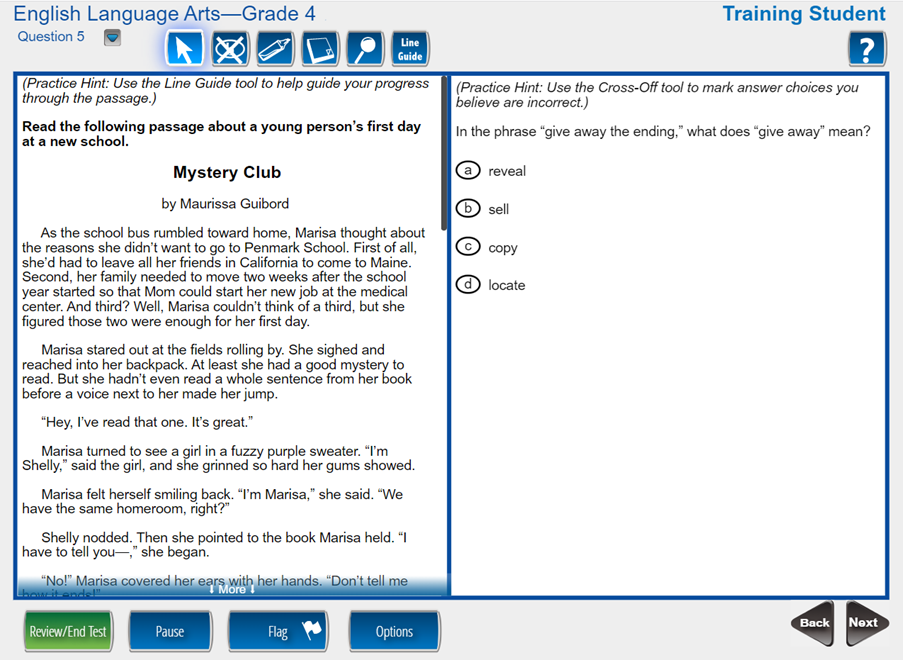 English Language Arts—Grade 4
Training Student
Question 5
Line
Guide
?
(Practice Hint: Use the Line Guide tool to help guide your progress
through the passage.)
Read the following passage about a young person's first day
at a new school.
Mystery Club
by Maurissa Guibord
As the school bus rumbled toward home, Marisa thought about
the reasons she didn't want to go to Penmark School. First of all,
she'd had to leave all her friends in California to come to Maine.
Second, her family needed to move two weeks after the school
year started so that Mom could start her new job at the medical
center. And third? Well, Marisa couldn't think of a third, but she
figured those two were enough for her first day.
Marisa stared out at the fields rolling by. She sighed and
reached into her backpack. At least she had a good mystery to
read. But she hadn't even read a whole sentence from her book
before a voice next to her made her jump.
“Hey, I've read that one. It's great.”
Marisa turned to see a girl in a fuzzy purple sweater. “I'm
Shelly,” said the girl, and she grinned so hard her gums showed.
Marisa felt herself smiling back. “I'm Marisa,” she said. “We
have the same homeroom, right?”
Shelly nodded. Then she pointed to the book Marisa held. “I
have to tell you—,” she began.
“No!” Marisa covered her ears with her hands. “Don't tell me
how it ends!”
↓ More ↓
(Practice Hint: Use the Cross-Off tool to mark answer choices you
believe are incorrect.)
In the phrase “give away the ending,” what does “give away” mean?
a reveal
b sell
c copy
d locate
Review/End Test
Pause
Flag
Options
Back
Next